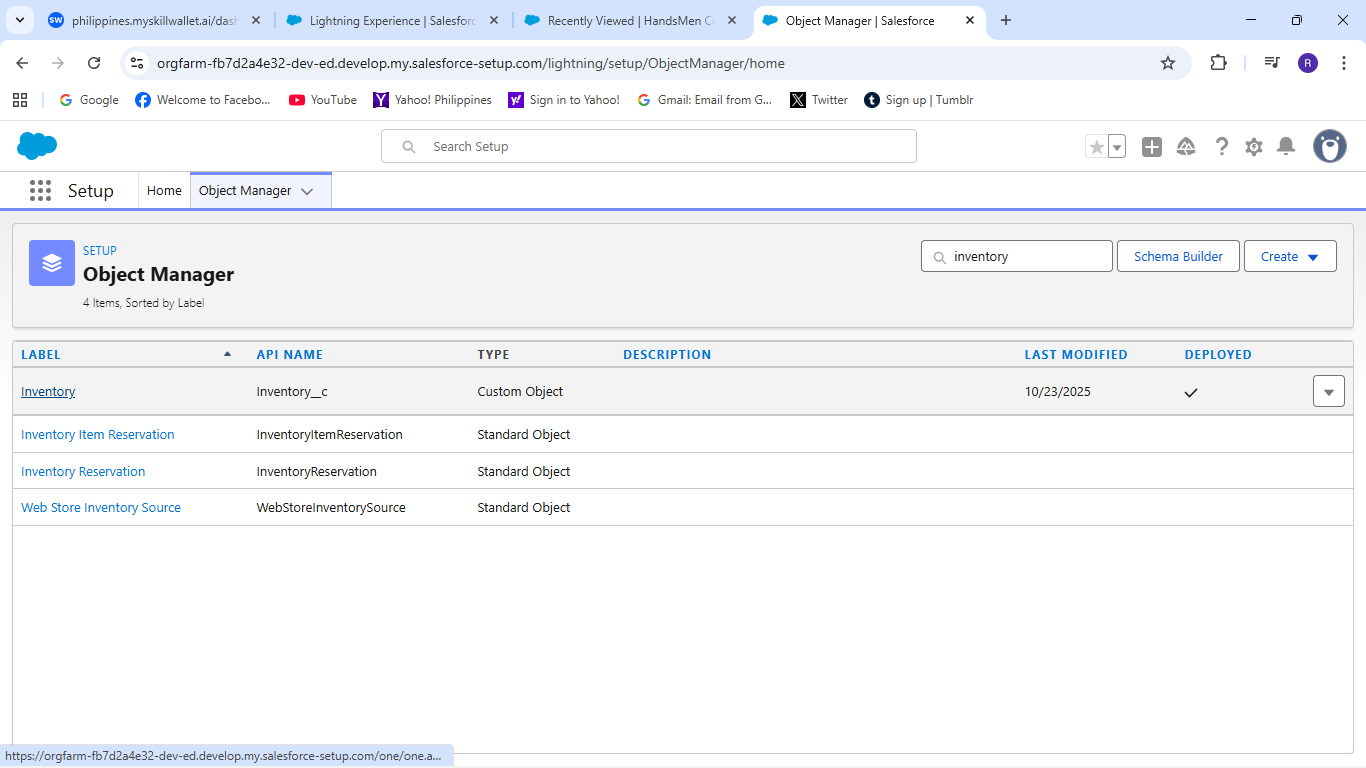 philippines.myskillwallet.ai/dash
Lightning Experience | Salesforc
Recently Viewed | HandsMen Cu
Object Manager | Salesforce
orgfarm-fb7d2a4e32-dev-ed.develop.my.salesforce-setup.com/lightning/setup/ObjectManager/home
R
Google
Welcome to Facebo...
YouTube
Yahoo! Philippines
Sign in to Yahoo!
Gmail: Email from G...
Twitter
Sign up | Tumblr
Search Setup
Setup
Home
Object Manager
SETUP
Object Manager
4 Items, Sorted by Label
inventory
Schema Builder
Create
LABEL API NAME TYPE DESCRIPTION LAST MODIFIED DEPLOYED
Inventory Inventory__c Custom Object 10/23/2025
Inventory Item Reservation InventoryItemReservation Standard Object
Inventory Reservation InventoryReservation Standard Object
Web Store Inventory Source WebStoreInventorySource Standard Object
https://orgfarm-fb7d2a4e32-dev-ed.develop.my.salesforce-setup.com/one/one.a...